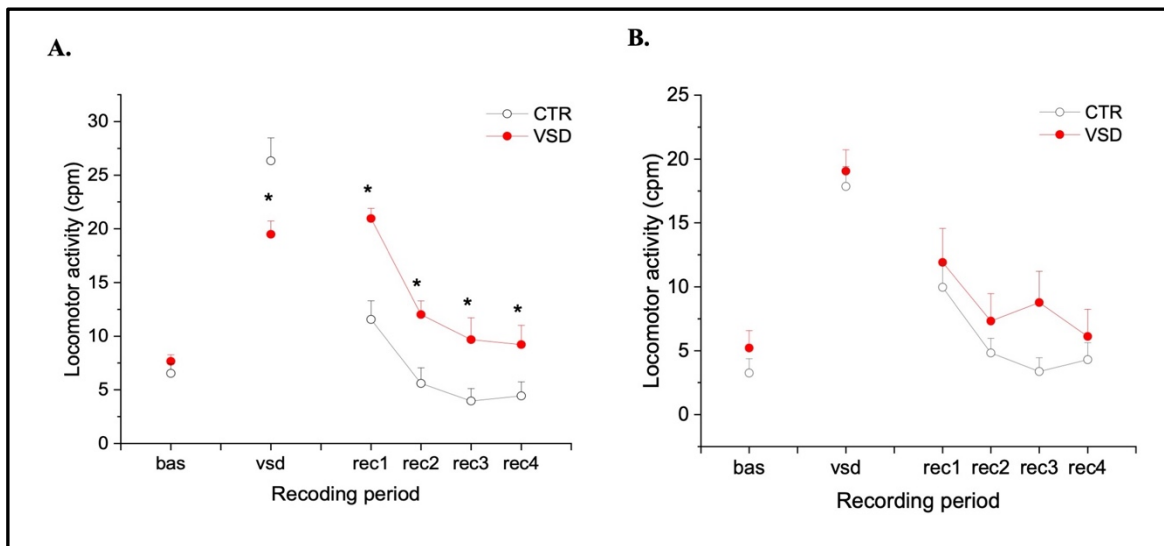 A.
Locomotor activity (cpm)
30
25
20
15
10
5
0
CTR
VSD
*
*
*
*
*
bas vsd rec1 rec2 rec3 rec4
Recoding period
B.
Locomotor activity (cpm)
25
20
15
10
5
0
CTR
VSD
bas vsd rec1 rec2 rec3 rec4
Recording period